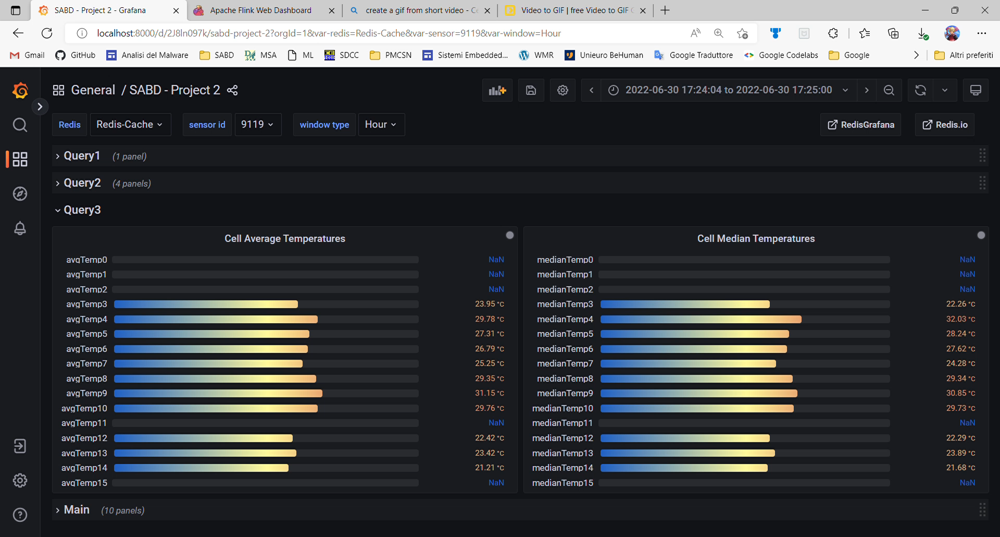 SABD - Project 2 - Grafana
Apache Flink Web Dashboard
create a gif from short video - Ce
Video to GIF | free Video to GIF C
localhost:8000/d/2J8ln097k/sabd-project-2?orgId=1&var-redis=Redis-Cache&var-sensor=9119&var-window=Hour
Gmail GitHub Analisi del Malware SABD MSA ML SDCC PMCSN Sistemi Embedded... WMR Unieuro BeHuman Google Traduttore Google Codelabs Google Altri preferiti
General / SABD - Project 2
2022-06-30 17:24:04 to 2022-06-30 17:25:00
Redis Redis-Cache sensor id 9119 window type Hour RedisGrafana Redis.io
Query1 (1 panel)
Query2 (4 panels)
Query3
Cell Average Temperatures
avgTemp0 NaN
avgTemp1 NaN
avgTemp2 NaN
avgTemp3 23.95 °C
avgTemp4 29.78 °C
avgTemp5 27.31 °C
avgTemp6 26.79 °C
avgTemp7 25.25 °C
avgTemp8 29.35 °C
avgTemp9 31.15 °C
avgTemp10 29.76 °C
avgTemp11 NaN
avgTemp12 22.42 °C
avgTemp13 23.42 °C
avgTemp14 21.21 °C
avgTemp15 NaN
Cell Median Temperatures
medianTemp0 NaN
medianTemp1 NaN
medianTemp2 NaN
medianTemp3 22.26 °C
medianTemp4 32.03 °C
medianTemp5 28.24 °C
medianTemp6 27.62 °C
medianTemp7 24.28 °C
medianTemp8 29.34 °C
medianTemp9 30.85 °C
medianTemp10 29.73 °C
medianTemp11 NaN
medianTemp12 22.29 °C
medianTemp13 23.89 °C
medianTemp14 21.68 °C
medianTemp15 NaN
Main (10 panels)